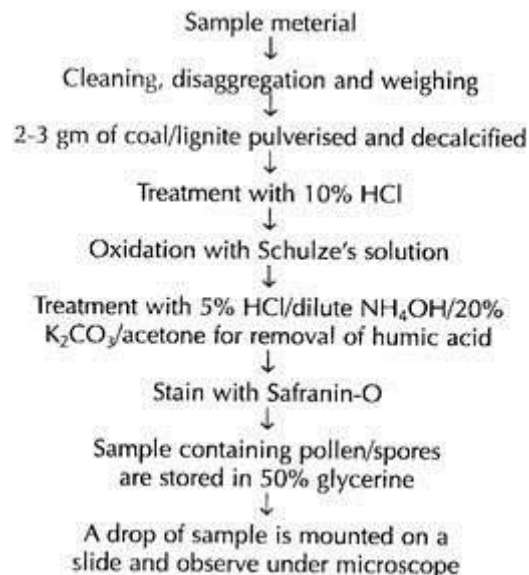 Sample meterial
↓
Cleaning, disaggregation and weighing
↓
2-3 gm of coal/lignite pulverised and decalcified
↓
Treatment with 10% HCl
↓
Oxidation with Schulze's solution
↓
Treatment with 5% HCl/dilute NH₄OH/20%
K₂CO₃/acetone for removal of humic acid
↓
Stain with Safranin-O
↓
Sample containing pollen/spores
are stored in 50% glycerine
↓
A drop of sample is mounted on a
slide and observe under microscope